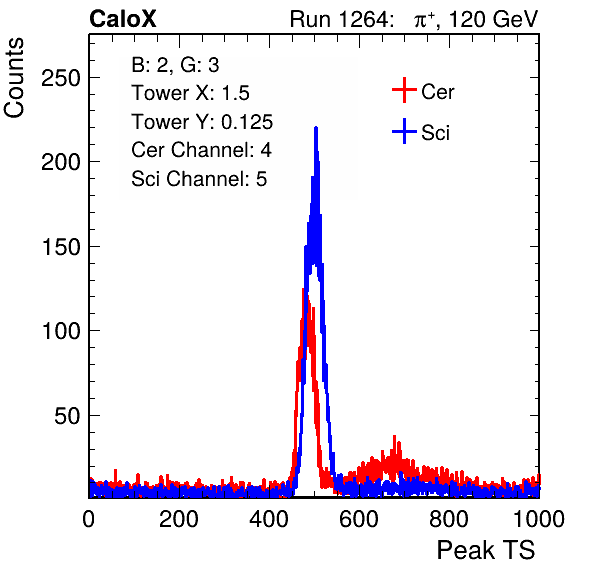 CaloX Run 1264: π⁺, 120 GeV
Counts
B: 2, G: 3
Tower X: 1.5
Tower Y: 0.125
Cer Channel: 4
Sci Channel: 5
Cer
Sci
250
200
150
100
50
0 200 400 600 800 1000
Peak TS